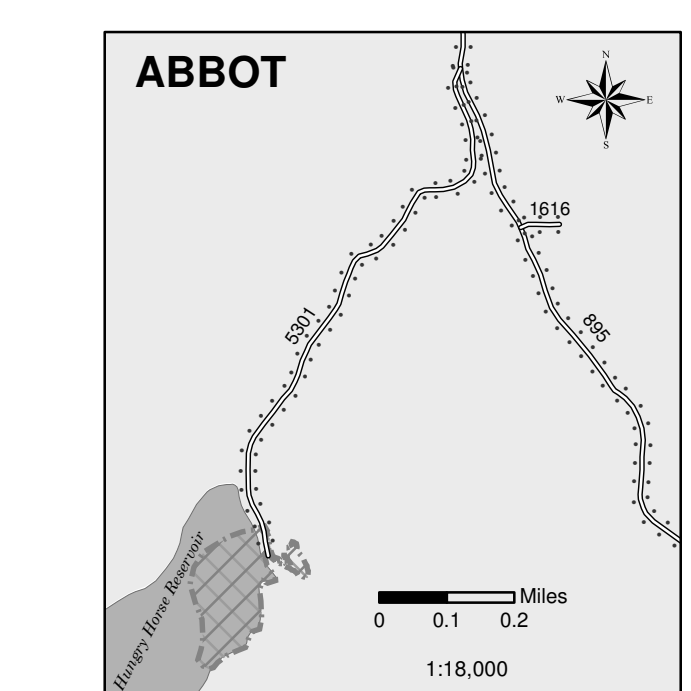 ABBOT
N
W E
S
1616
5301
895
Hungry Horse Reservoir
Miles
0 0.1 0.2
1:18,000